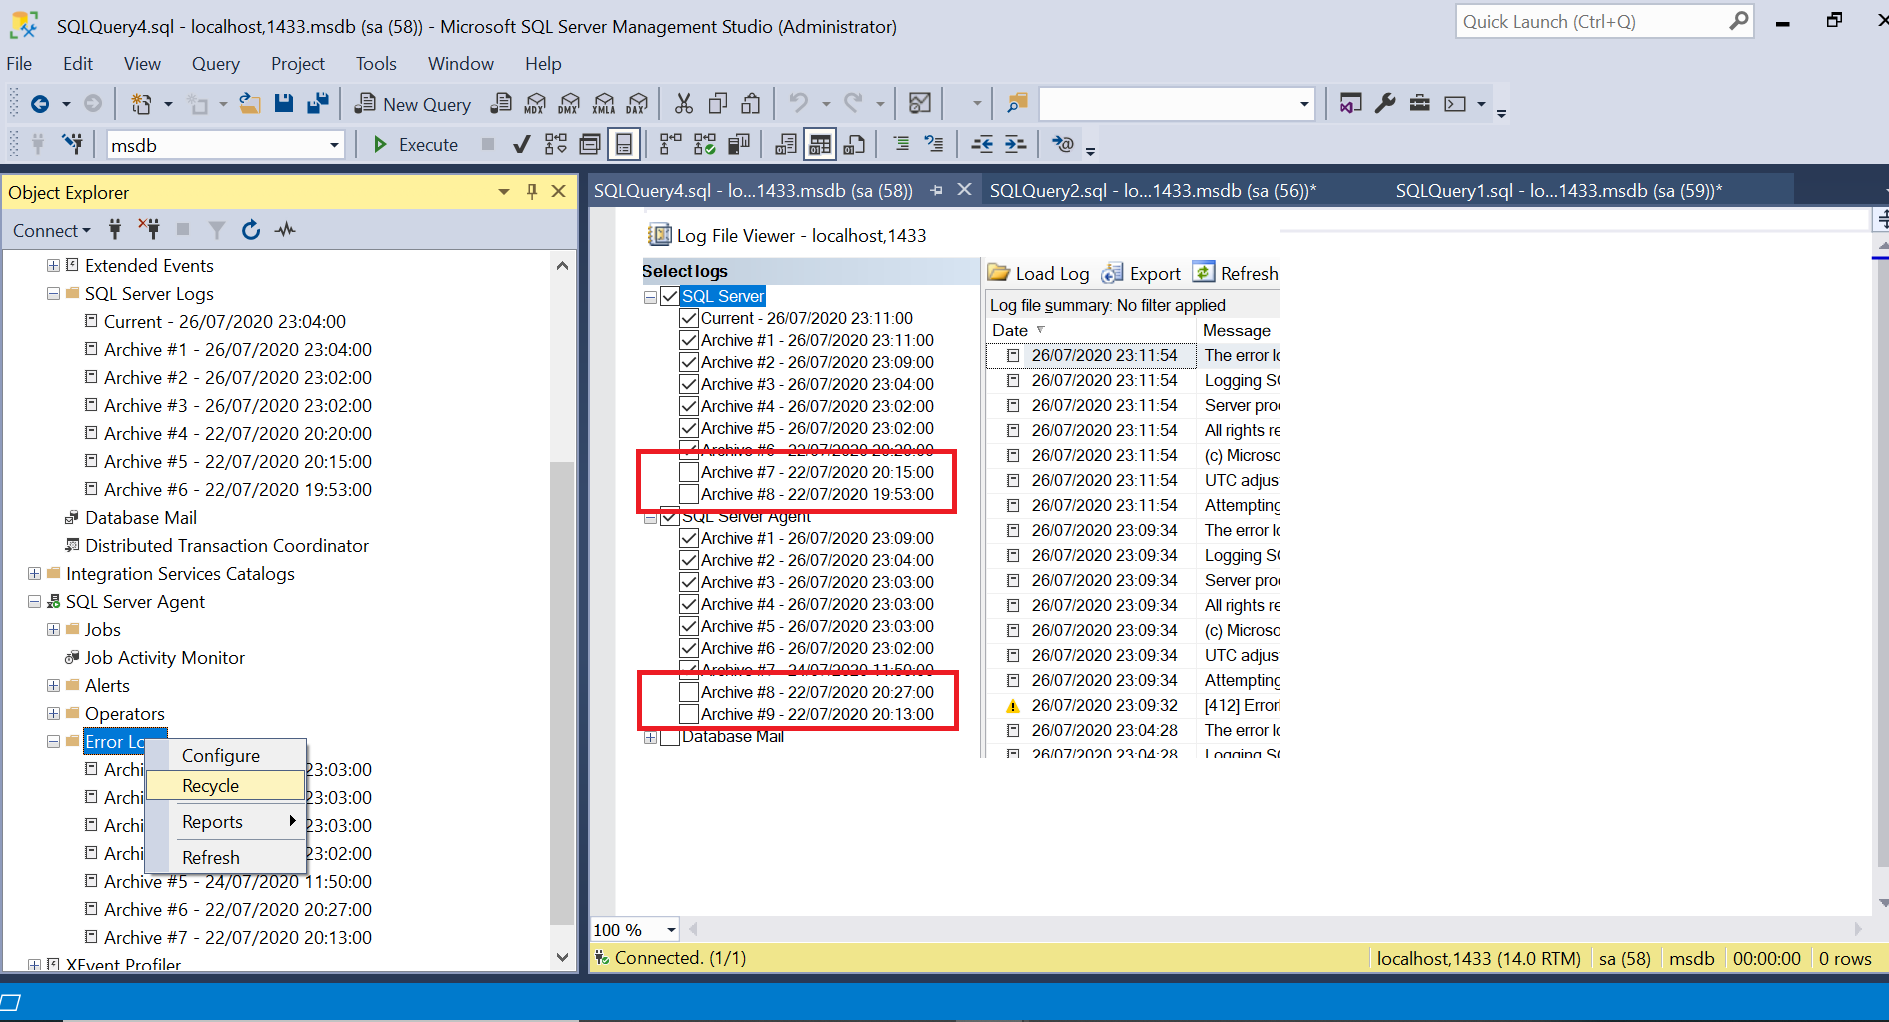 SQLQuery4.sql - localhost,1433.msdb (sa (58)) - Microsoft SQL Server Management Studio (Administrator)
Quick Launch (Ctrl+Q)
File Edit View Query Project Tools Window Help
New Query MDX DMX XMLA DAX
msdb Execute
Object Explorer
Connect
Extended Events
SQL Server Logs
Current - 26/07/2020 23:04:00
Archive #1 - 26/07/2020 23:04:00
Archive #2 - 26/07/2020 23:02:00
Archive #3 - 26/07/2020 23:02:00
Archive #4 - 22/07/2020 20:20:00
Archive #5 - 22/07/2020 20:15:00
Archive #6 - 22/07/2020 19:53:00
Database Mail
Distributed Transaction Coordinator
Integration Services Catalogs
SQL Server Agent
Jobs
Job Activity Monitor
Alerts
Operators
Error Lo
Archi 23:03:00
Archi 23:03:00
Archi 23:03:00
Archi 23:02:00
Archive #5 - 24/07/2020 11:50:00
Archive #6 - 22/07/2020 20:27:00
Archive #7 - 22/07/2020 20:13:00
XEvent Profiler
Configure
Recycle
Reports
Refresh
SQLQuery4.sql - lo...1433.msdb (sa (58)) SQLQuery2.sql - lo...1433.msdb (sa (56))* SQLQuery1.sql - lo...1433.msdb (sa (59))*
Log File Viewer - localhost,1433
Select logs
SQL Server
Current - 26/07/2020 23:11:00
Archive #1 - 26/07/2020 23:11:00
Archive #2 - 26/07/2020 23:09:00
Archive #3 - 26/07/2020 23:04:00
Archive #4 - 26/07/2020 23:02:00
Archive #5 - 26/07/2020 23:02:00
Archive #6 - 22/07/2020 20:20:00
Archive #7 - 22/07/2020 20:15:00
Archive #8 - 22/07/2020 19:53:00
SQL Server Agent
Archive #1 - 26/07/2020 23:09:00
Archive #2 - 26/07/2020 23:04:00
Archive #3 - 26/07/2020 23:03:00
Archive #4 - 26/07/2020 23:03:00
Archive #5 - 26/07/2020 23:03:00
Archive #6 - 26/07/2020 23:02:00
Archive #7 - 24/07/2020 11:50:00
Archive #8 - 22/07/2020 20:27:00
Archive #9 - 22/07/2020 20:13:00
Database Mail
Load Log Export Refresh
Log file summary: No filter applied
Date Message
26/07/2020 23:11:54 The error lo
26/07/2020 23:11:54 Logging SQ
26/07/2020 23:11:54 Server proc
26/07/2020 23:11:54 All rights re
26/07/2020 23:11:54 (c) Microso
26/07/2020 23:11:54 UTC adjus
26/07/2020 23:11:54 Attempting
26/07/2020 23:09:34 The error lo
26/07/2020 23:09:34 Logging SQ
26/07/2020 23:09:34 Server proc
26/07/2020 23:09:34 All rights re
26/07/2020 23:09:34 (c) Microso
26/07/2020 23:09:34 UTC adjus
26/07/2020 23:09:34 Attempting
26/07/2020 23:09:32 [412] Errorl
26/07/2020 23:04:28 The error lo
26/07/2020 23:04:28 Logging SQ
100 %
Connected. (1/1) localhost,1433 (14.0 RTM) sa (58) msdb 00:00:00 0 rows